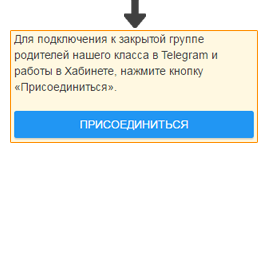 Для подключения к закрытой группе
родителей нашего класса в Telegram и
работы в Хабинете, нажмите кнопку
«Присоединиться».
ПРИСОЕДИНИТЬСЯ